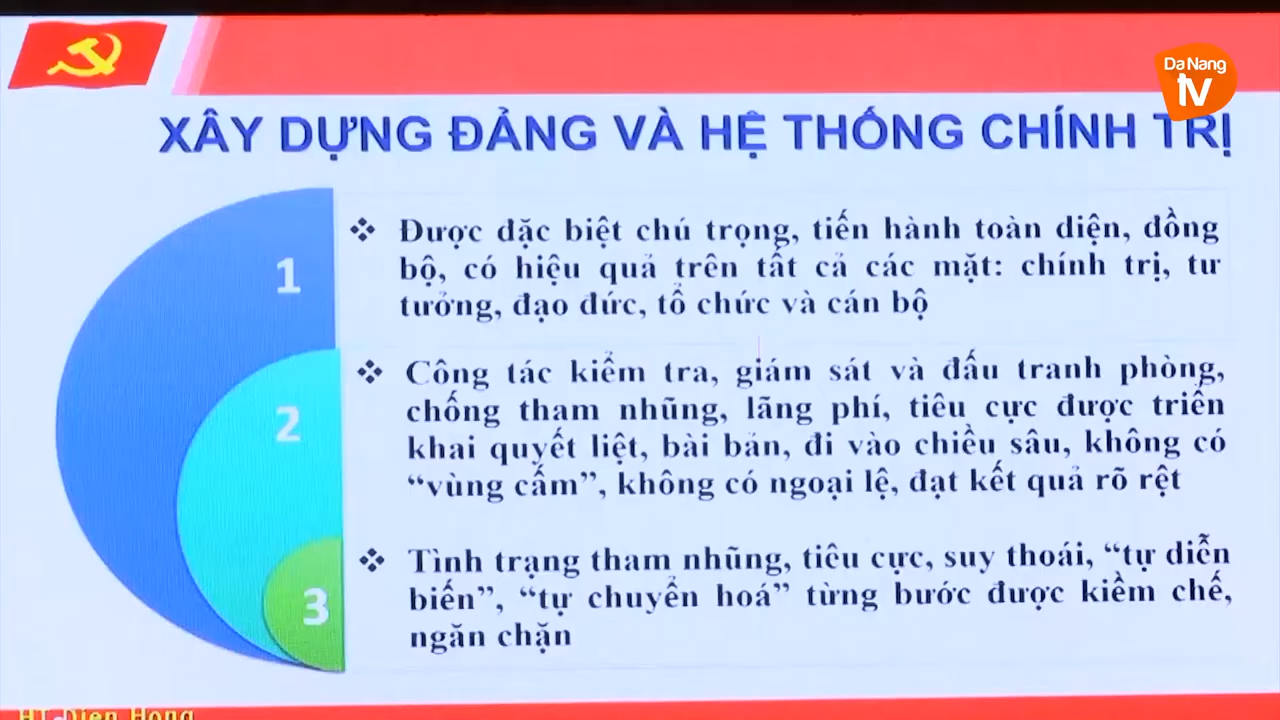 Da Nang
tv
XÂY DỰNG ĐẢNG VÀ HỆ THỐNG CHÍNH TRỊ
1
❖ Được đặc biệt chú trọng, tiến hành toàn diện, đồng
bộ, có hiệu quả trên tất cả các mặt: chính trị, tư
tưởng, đạo đức, tổ chức và cán bộ
2
❖ Công tác kiểm tra, giám sát và đấu tranh phòng,
chống tham nhũng, lãng phí, tiêu cực được triển
khai quyết liệt, bài bản, đi vào chiều sâu, không có
“vùng cấm”, không có ngoại lệ, đạt kết quả rõ rệt
3
❖ Tình trạng tham nhũng, tiêu cực, suy thoái, “tự diễn
biến”, “tự chuyển hoá” từng bước được kiềm chế,
ngăn chặn
HT-Dien Hong